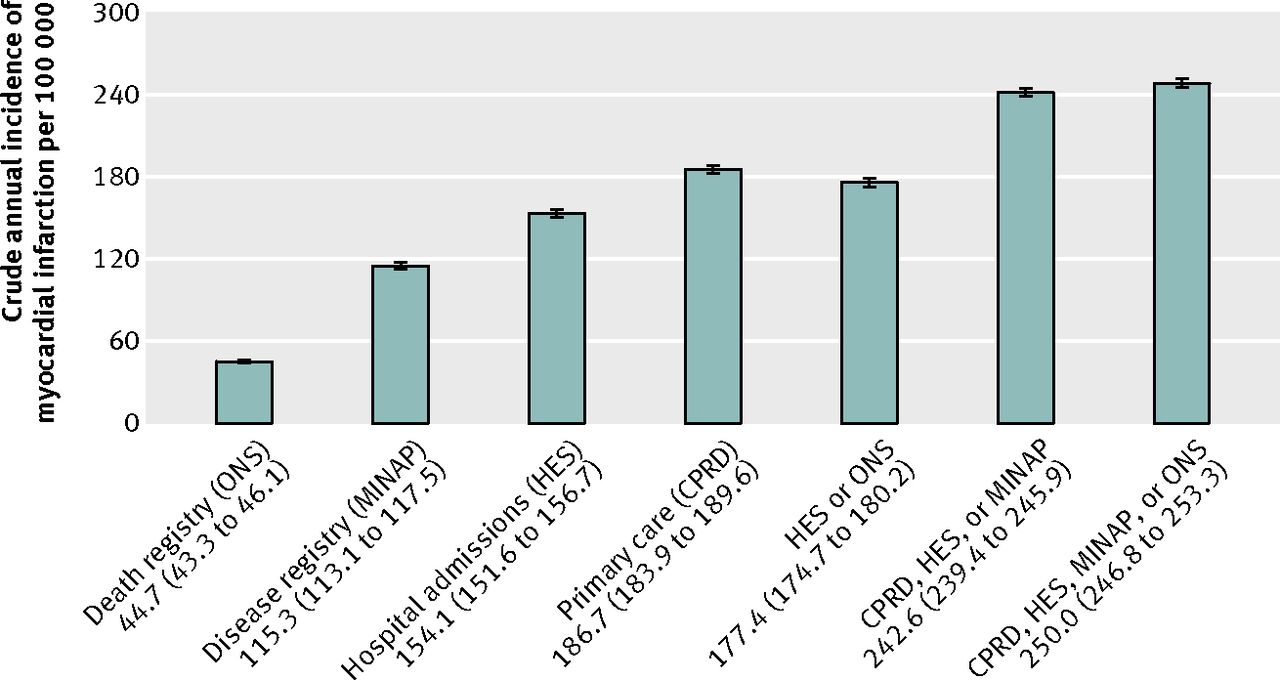 Crude annual incidence of
myocardial infarction per 100 000
300
240
180
120
60
0
Death registry (ONS)
44.7 (43.3 to 46.1)
Disease registry (MINAP)
115.3 (113.1 to 117.5)
Hospital admissions (HES)
154.1 (151.6 to 156.7)
Primary care (CPRD)
186.7 (183.9 to 189.6)
HES or ONS
177.4 (174.7 to 180.2)
CPRD, HES, or MINAP
242.6 (239.4 to 245.9)
CPRD, HES, MINAP, or ONS
250.0 (246.8 to 253.3)